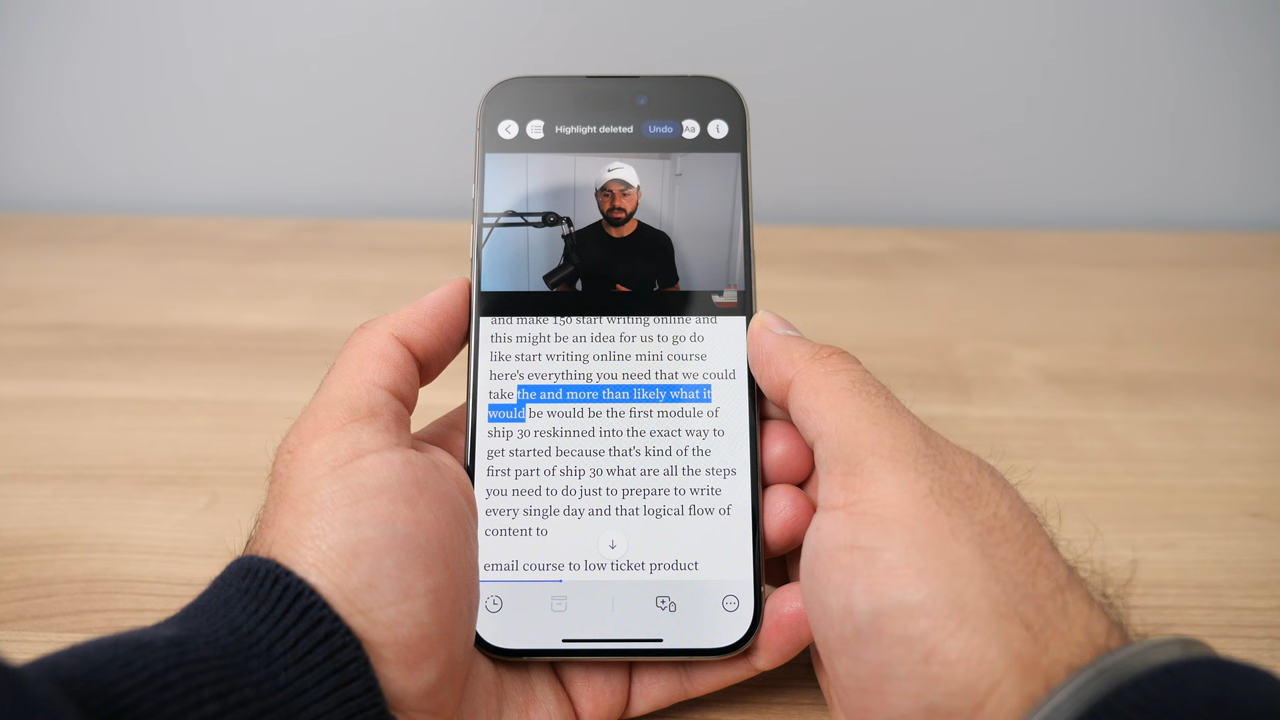 Highlight deleted Undo Aa i
and make 150 start writing online and
this might be an idea for us to go do
like start writing online mini course
here's everything you need that we could
take the and more than likely what it
would be would be the first module of
ship 30 reskinned into the exact way to
get started because that's kind of the
first part of ship 30 what are all the steps
you need to do just to prepare to write
every single day and that logical flow of
content to
email course to low ticket product